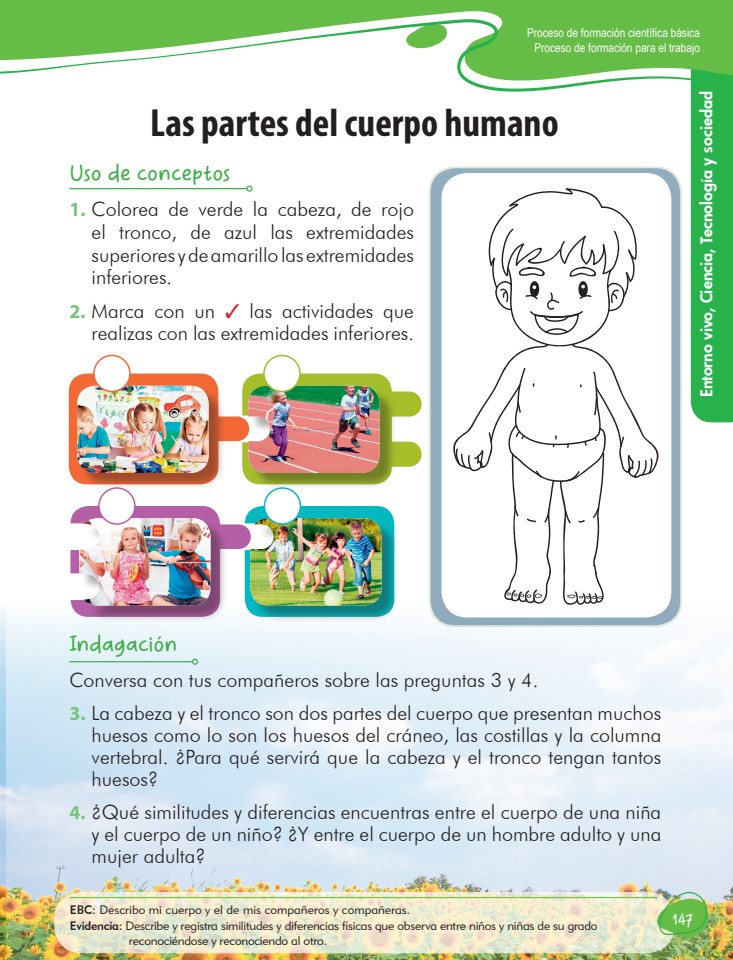 Proceso de formación científica básica
Proceso de formación para el trabajo
Entorno vivo, Ciencia, Tecnología y sociedad
Las partes del cuerpo humano
Uso de conceptos
1. Colorea de verde la cabeza, de rojo
el tronco, de azul las extremidades
superiores y de amarillo las extremidades
inferiores.
2. Marca con un ✓ las actividades que
realizas con las extremidades inferiores.
Indagación
Conversa con tus compañeros sobre las preguntas 3 y 4.
3. La cabeza y el tronco son dos partes del cuerpo que presentan muchos
huesos como lo son los huesos del cráneo, las costillas y la columna
vertebral. ¿Para qué servirá que la cabeza y el tronco tengan tantos
huesos?
4. ¿Qué similitudes y diferencias encuentras entre el cuerpo de una niña
y el cuerpo de un niño? ¿Y entre el cuerpo de un hombre adulto y una
mujer adulta?
EBC: Describo mi cuerpo y el de mis compañeros y compañeras.
Evidencia: Describe y registra similitudes y diferencias físicas que observa entre niños y niñas de su grado
reconociéndose y reconociendo al otro.
147